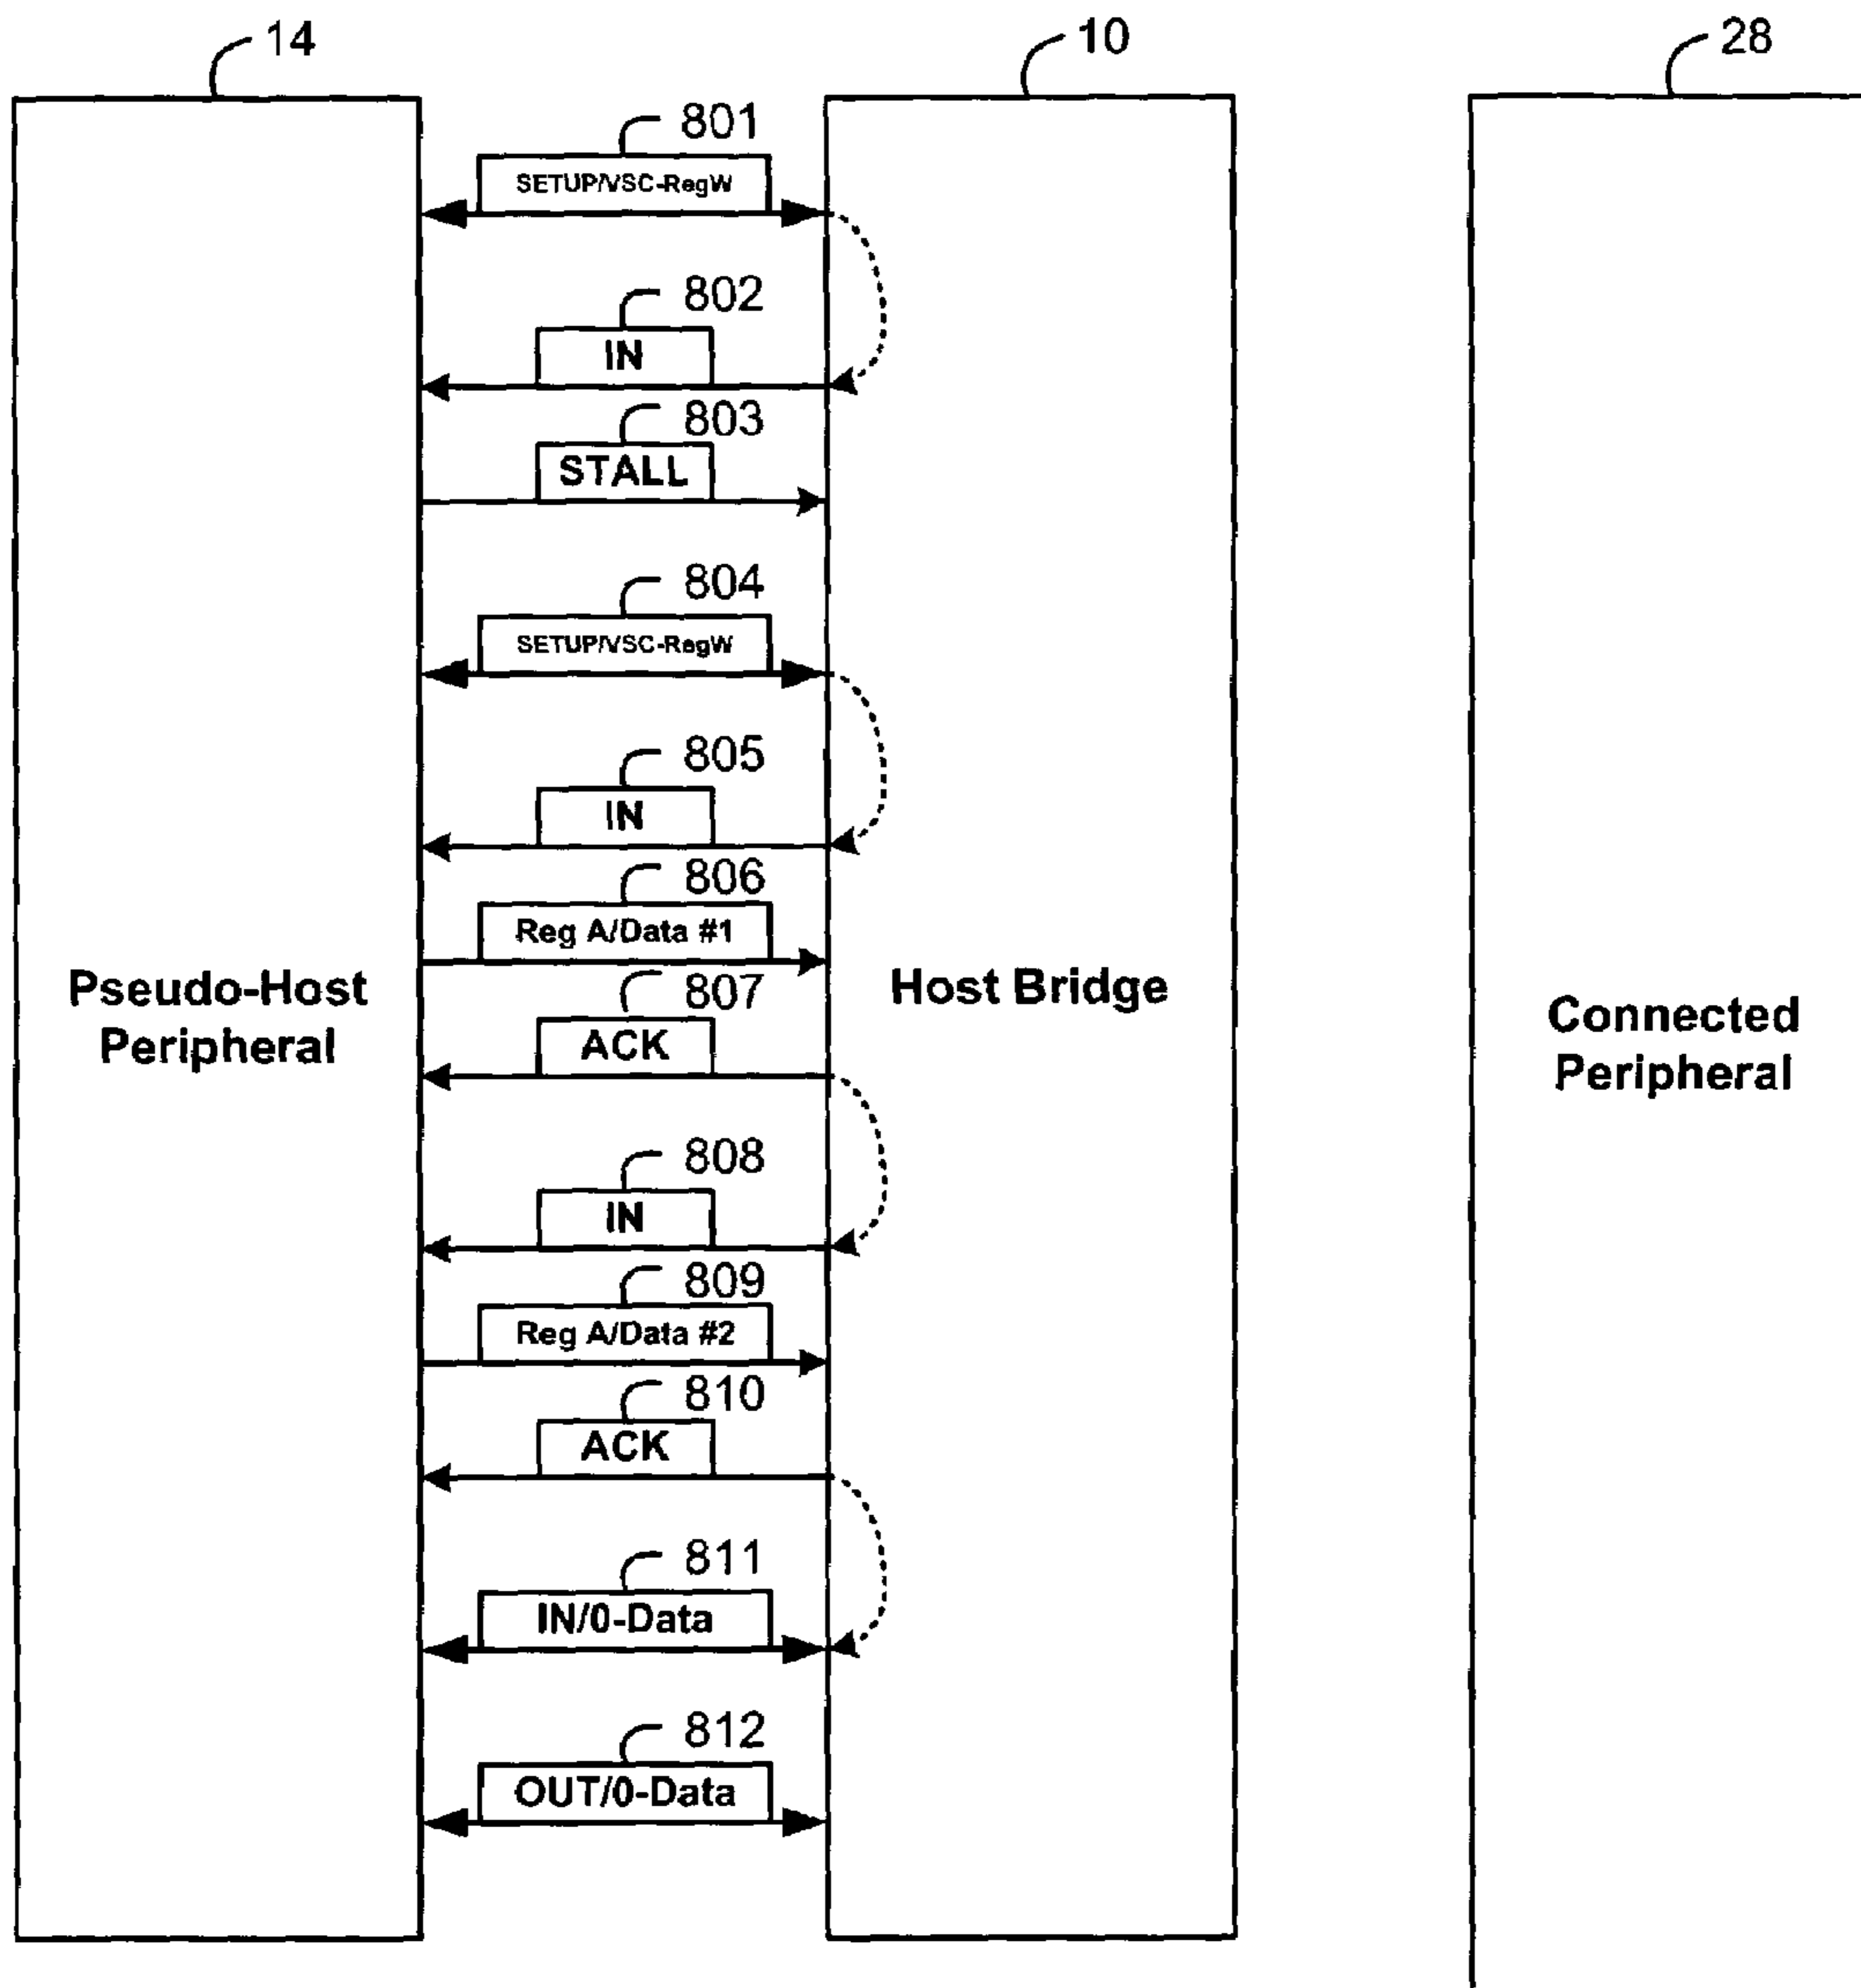 14
10
28
801
SETUP/VSC-RegW
802
IN
803
STALL
804
SETUP/VSC-RegW
805
IN
806
Reg A/Data #1
Pseudo-Host
Peripheral
807
ACK
Host Bridge
Connected
Peripheral
808
IN
809
Reg A/Data #2
810
ACK
811
IN/0-Data
812
OUT/0-Data